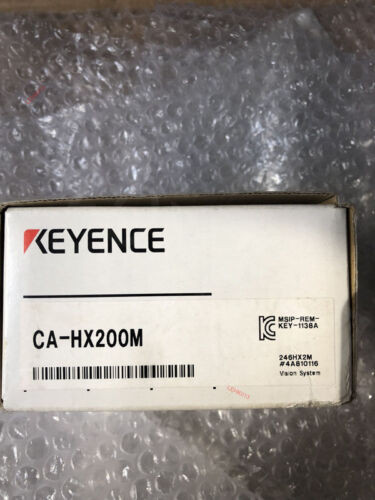 KEYENCE
CA-HX200M
MSIP-REM-
KEY-1138A
246HX2M
#4A810116
Vision System